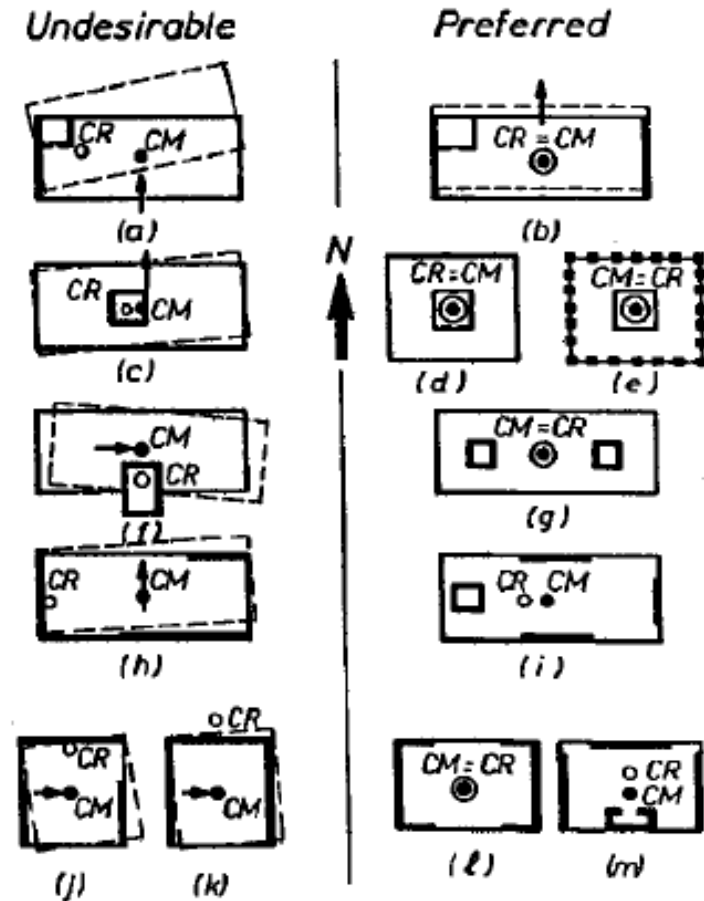 Undesirable
Preferred
CR
CM
(a)
CR = CM
(b)
N
CR
CM
(c)
CR=CM
(d)
CM=CR
(e)
CM
CR
(f)
CM=CR
(g)
CR
CM
(h)
CR
CM
(i)
CR
CM
(j)
CR
CM
(k)
CM=CR
(l)
CR
CM
(m)